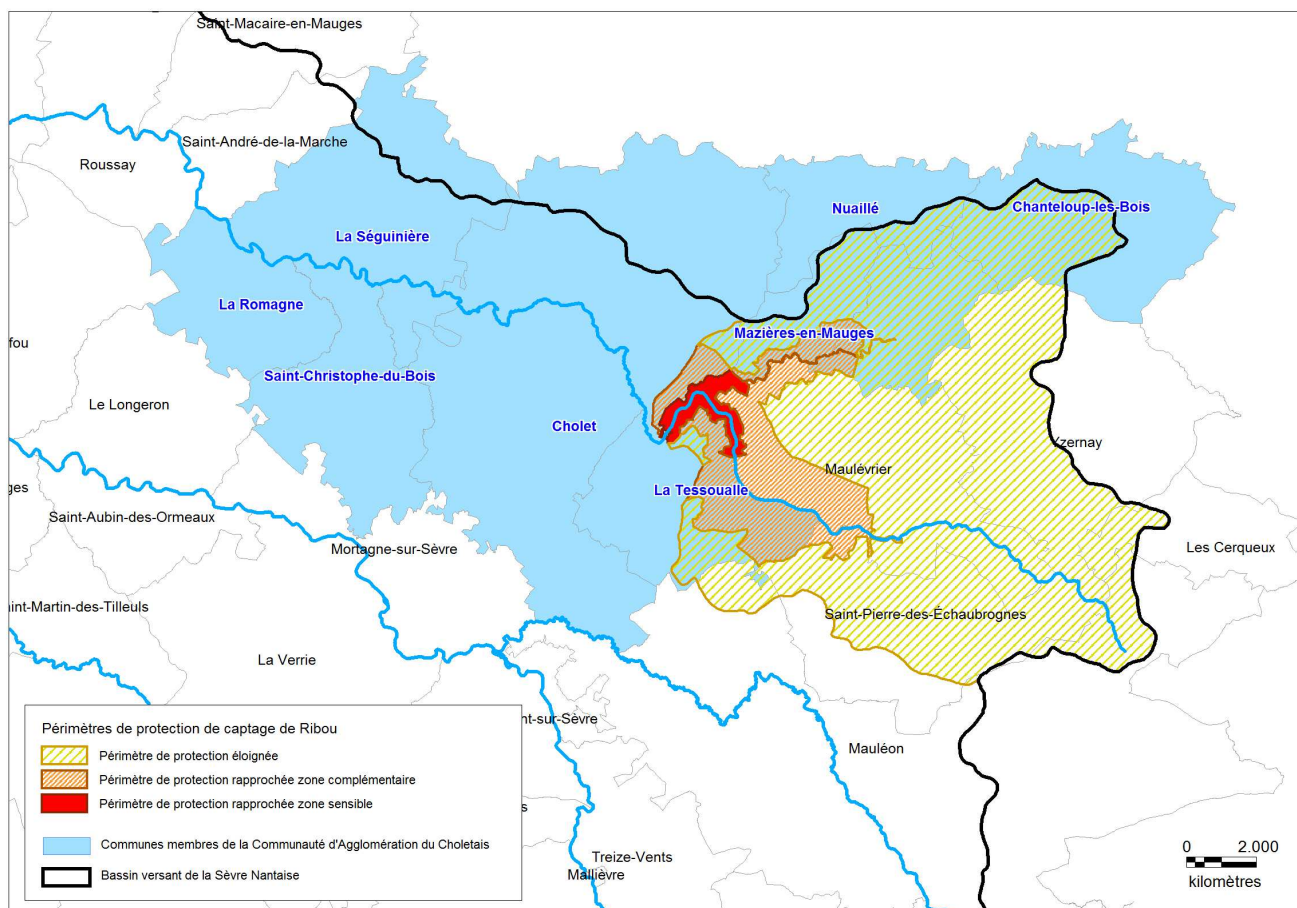 Saint-Macaire-en-Mauges
Saint-André-de-la-Marche
Roussay
Nuaillé
Chanteloup-les-Bois
La Séguinière
La Romagne
Mazières-en-Mauges
Saint-Christophe-du-Bois
Le Longeron
Cholet
Yzernay
Maulévrier
La Tessoualle
Saint-Aubin-des-Ormeaux
Mortagne-sur-Sèvre
Les Cerqueux
Saint-Pierre-des-Échaubrognes
La Verrie
Mauléon
Treize-Vents
Mallièvre
Périmètres de protection de captage de Ribou
Périmètre de protection éloignée
Périmètre de protection rapprochée zone complémentaire
Périmètre de protection rapprochée zone sensible
Communes membres de la Communauté d'Agglomération du Choletais
Bassin versant de la Sèvre Nantaise
0 2.000
kilomètres